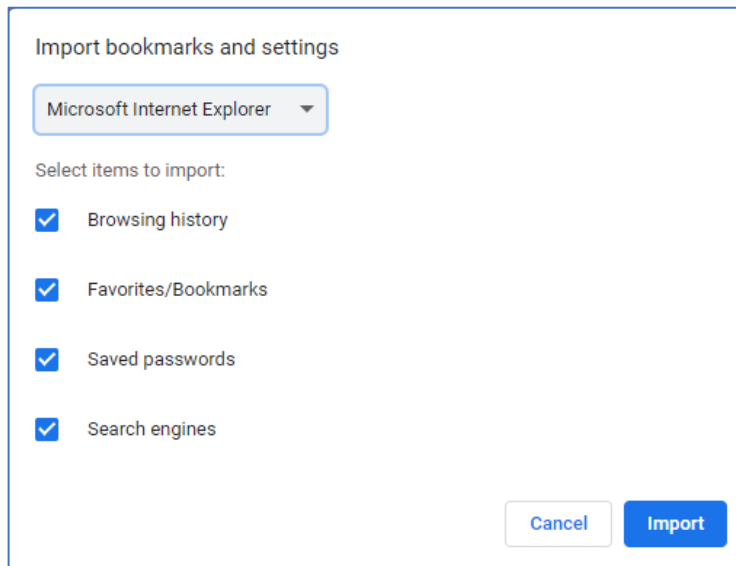 Import bookmarks and settings
Microsoft Internet Explorer
Select items to import:
Browsing history
Favorites/Bookmarks
Saved passwords
Search engines
Cancel
Import